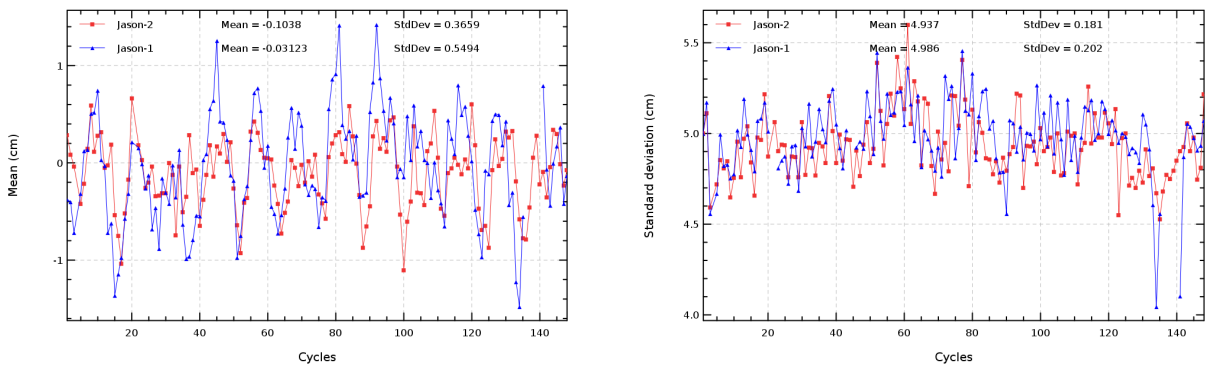 Jason-2 Mean = -0.1038 StdDev = 0.3659
Jason-1 Mean = -0.03123 StdDev = 0.5494
1
0
-1
Mean (cm)
20 40 60 80 100 120 140
Cycles
Jason-2 Mean = 4.937 StdDev = 0.181
Jason-1 Mean = 4.986 StdDev = 0.202
5.5
5.0
4.5
4.0
Standard deviation (cm)
20 40 60 80 100 120 140
Cycles